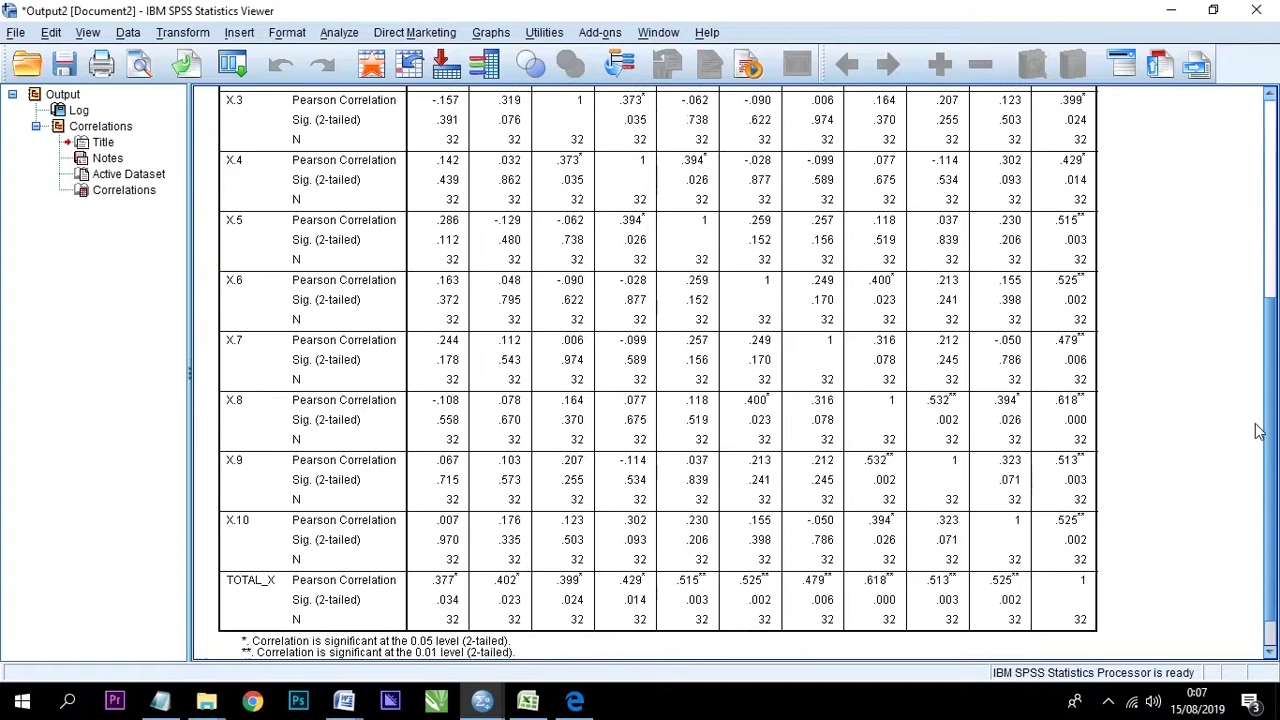 *Output2 [Document2] - IBM SPSS Statistics Viewer
File Edit View Data Transform Insert Format Analyze Direct Marketing Graphs Utilities Add-ons Window Help
Output
Log
Correlations
Title
Notes
Active Dataset
Correlations
X.3 Pearson Correlation -.157 .319 1 .373* -.062 -.090 .006 .164 .207 .123 .399*
Sig. (2-tailed) .391 .076 .035 .738 .622 .974 .370 .255 .503 .024
N 32 32 32 32 32 32 32 32 32 32 32
X.4 Pearson Correlation .142 .032 .373* 1 .394* -.028 -.099 .077 -.114 .302 .429*
Sig. (2-tailed) .439 .862 .035 .026 .877 .589 .675 .534 .093 .014
N 32 32 32 32 32 32 32 32 32 32 32
X.5 Pearson Correlation .286 -.129 -.062 .394* 1 .259 .257 .118 .037 .230 .515**
Sig. (2-tailed) .112 .480 .738 .026 .152 .156 .519 .839 .206 .003
N 32 32 32 32 32 32 32 32 32 32 32
X.6 Pearson Correlation .163 .048 -.090 -.028 .259 1 .249 .400* .213 .155 .525**
Sig. (2-tailed) .372 .795 .622 .877 .152 .170 .023 .241 .398 .002
N 32 32 32 32 32 32 32 32 32 32 32
X.7 Pearson Correlation .244 .112 .006 -.099 .257 .249 1 .316 .212 -.050 .479**
Sig. (2-tailed) .178 .543 .974 .589 .156 .170 .078 .245 .786 .006
N 32 32 32 32 32 32 32 32 32 32 32
X.8 Pearson Correlation -.108 .078 .164 .077 .118 .400* .316 1 .532** .394* .618**
Sig. (2-tailed) .558 .670 .370 .675 .519 .023 .078 .002 .026 .000
N 32 32 32 32 32 32 32 32 32 32 32
X.9 Pearson Correlation .067 .103 .207 -.114 .037 .213 .212 .532** 1 .323 .513**
Sig. (2-tailed) .715 .573 .255 .534 .839 .241 .245 .002 .071 .003
N 32 32 32 32 32 32 32 32 32 32 32
X.10 Pearson Correlation .007 .176 .123 .302 .230 .155 -.050 .394* .323 1 .525**
Sig. (2-tailed) .970 .335 .503 .093 .206 .398 .786 .026 .071 .002
N 32 32 32 32 32 32 32 32 32 32 32
TOTAL_X Pearson Correlation .377* .402* .399* .429* .515** .525** .479** .618** .513** .525** 1
Sig. (2-tailed) .034 .023 .024 .014 .003 .002 .006 .000 .003 .002
N 32 32 32 32 32 32 32 32 32 32 32
*. Correlation is significant at the 0.05 level (2-tailed).
**. Correlation is significant at the 0.01 level (2-tailed).
IBM SPSS Statistics Processor is ready
Pr Ps
0:07
15/08/2019
3